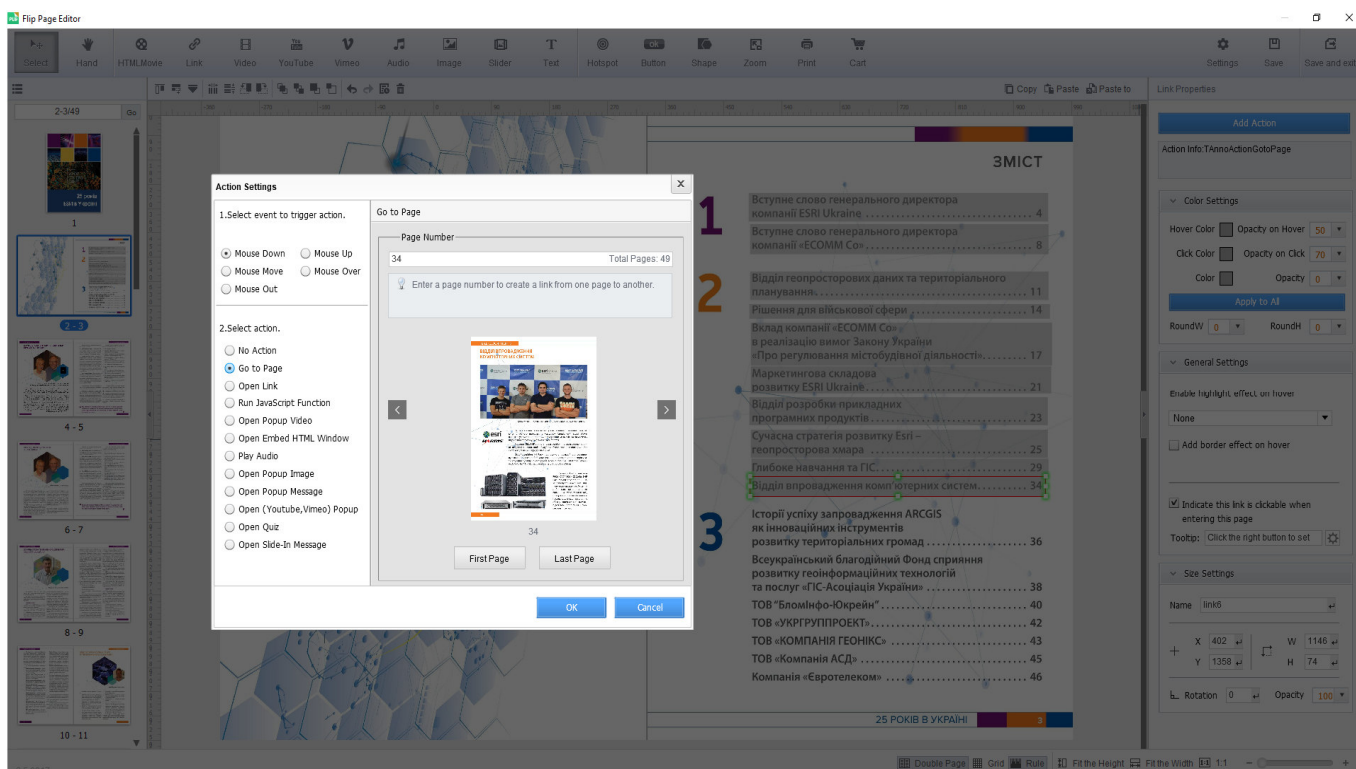 Flip Page Editor
Select Hand HTMLMovie Link Video YouTube Vimeo Audio Image Slider Text Hotspot Button Shape Zoom Print Cart Settings Save Save and exit
Copy Paste Paste to
Link Properties
2-3/49 Go
1
2 - 3
4 - 5
6 - 7
8 - 9
10 - 11
Action Settings
1.Select event to trigger action.
Mouse Down Mouse Up
Mouse Move Mouse Over
Mouse Out
2.Select action.
No Action
Go to Page
Open Link
Run JavaScript Function
Open Popup Video
Open Embed HTML Window
Play Audio
Open Popup Image
Open Popup Message
Open (Youtube,Vimeo) Popup
Open Quiz
Open Slide-In Message
Go to Page
Page Number
34 Total Pages: 49
Enter a page number to create a link from one page to another.
ВІДДІЛ ВПРОВАДЖЕННЯ
КОМП'ЮТЕРНИХ СИСТЕМ
34
First Page Last Page
OK Cancel
ЗМІСТ
1
Вступне слово генерального директора
компанії ESRI Ukraine .......... 4
Вступне слово генерального директора
компанії «ECOMM Co» .......... 8
2
Відділ геопросторових даних та територіального
планування .......... 11
Рішення для військової сфери .......... 14
Вклад компанії «ECOMM Co»
в реалізацію вимог Закону України
«Про регулювання містобудівної діяльності» .......... 17
Маркетингова складова
розвитку ESRI Ukraine .......... 21
Відділ розробки прикладних
програмних продуктів .......... 23
Сучасна стратегія розвитку Esri –
геопросторова хмара .......... 25
Глибоке навчання та ГІС .......... 29
Відділ впровадження комп'ютерних систем .......... 34
3
Історії успіху запровадження ARCGIS
як інноваційних інструментів
розвитку територіальних громад .......... 36
Всеукраїнський благодійний Фонд сприяння
розвитку геоінформаційних технологій
та послуг «ГІС-Асоціація України» .......... 38
ТОВ "БломІнфо-Юкрейн" .......... 40
ТОВ «УКРГРУППРОЕКТ» .......... 42
ТОВ «КОМПАНІЯ ГЕОНІКС» .......... 43
ТОВ «Компанія АСД» .......... 45
Компанія «Євротелеком» .......... 46
25 РОКІВ В УКРАЇНІ 3
Add Action
Action Info:TAnnoActionGotoPage
Color Settings
Hover Color Opacity on Hover 50
Click Color Opacity on Click 70
Color Opacity 0
Apply to All
RoundW 0 RoundH 0
General Settings
Enable highlight effect on hover
None
Add border effect on hover
Indicate this link is clickable when
entering this page
Tooltip: Click the right button to set
Size Settings
Name link6
X 402 W 1146
Y 1358 H 74
Rotation 0 Opacity 100
Double Page Grid Rule Fit the Height Fit the Width 1:1